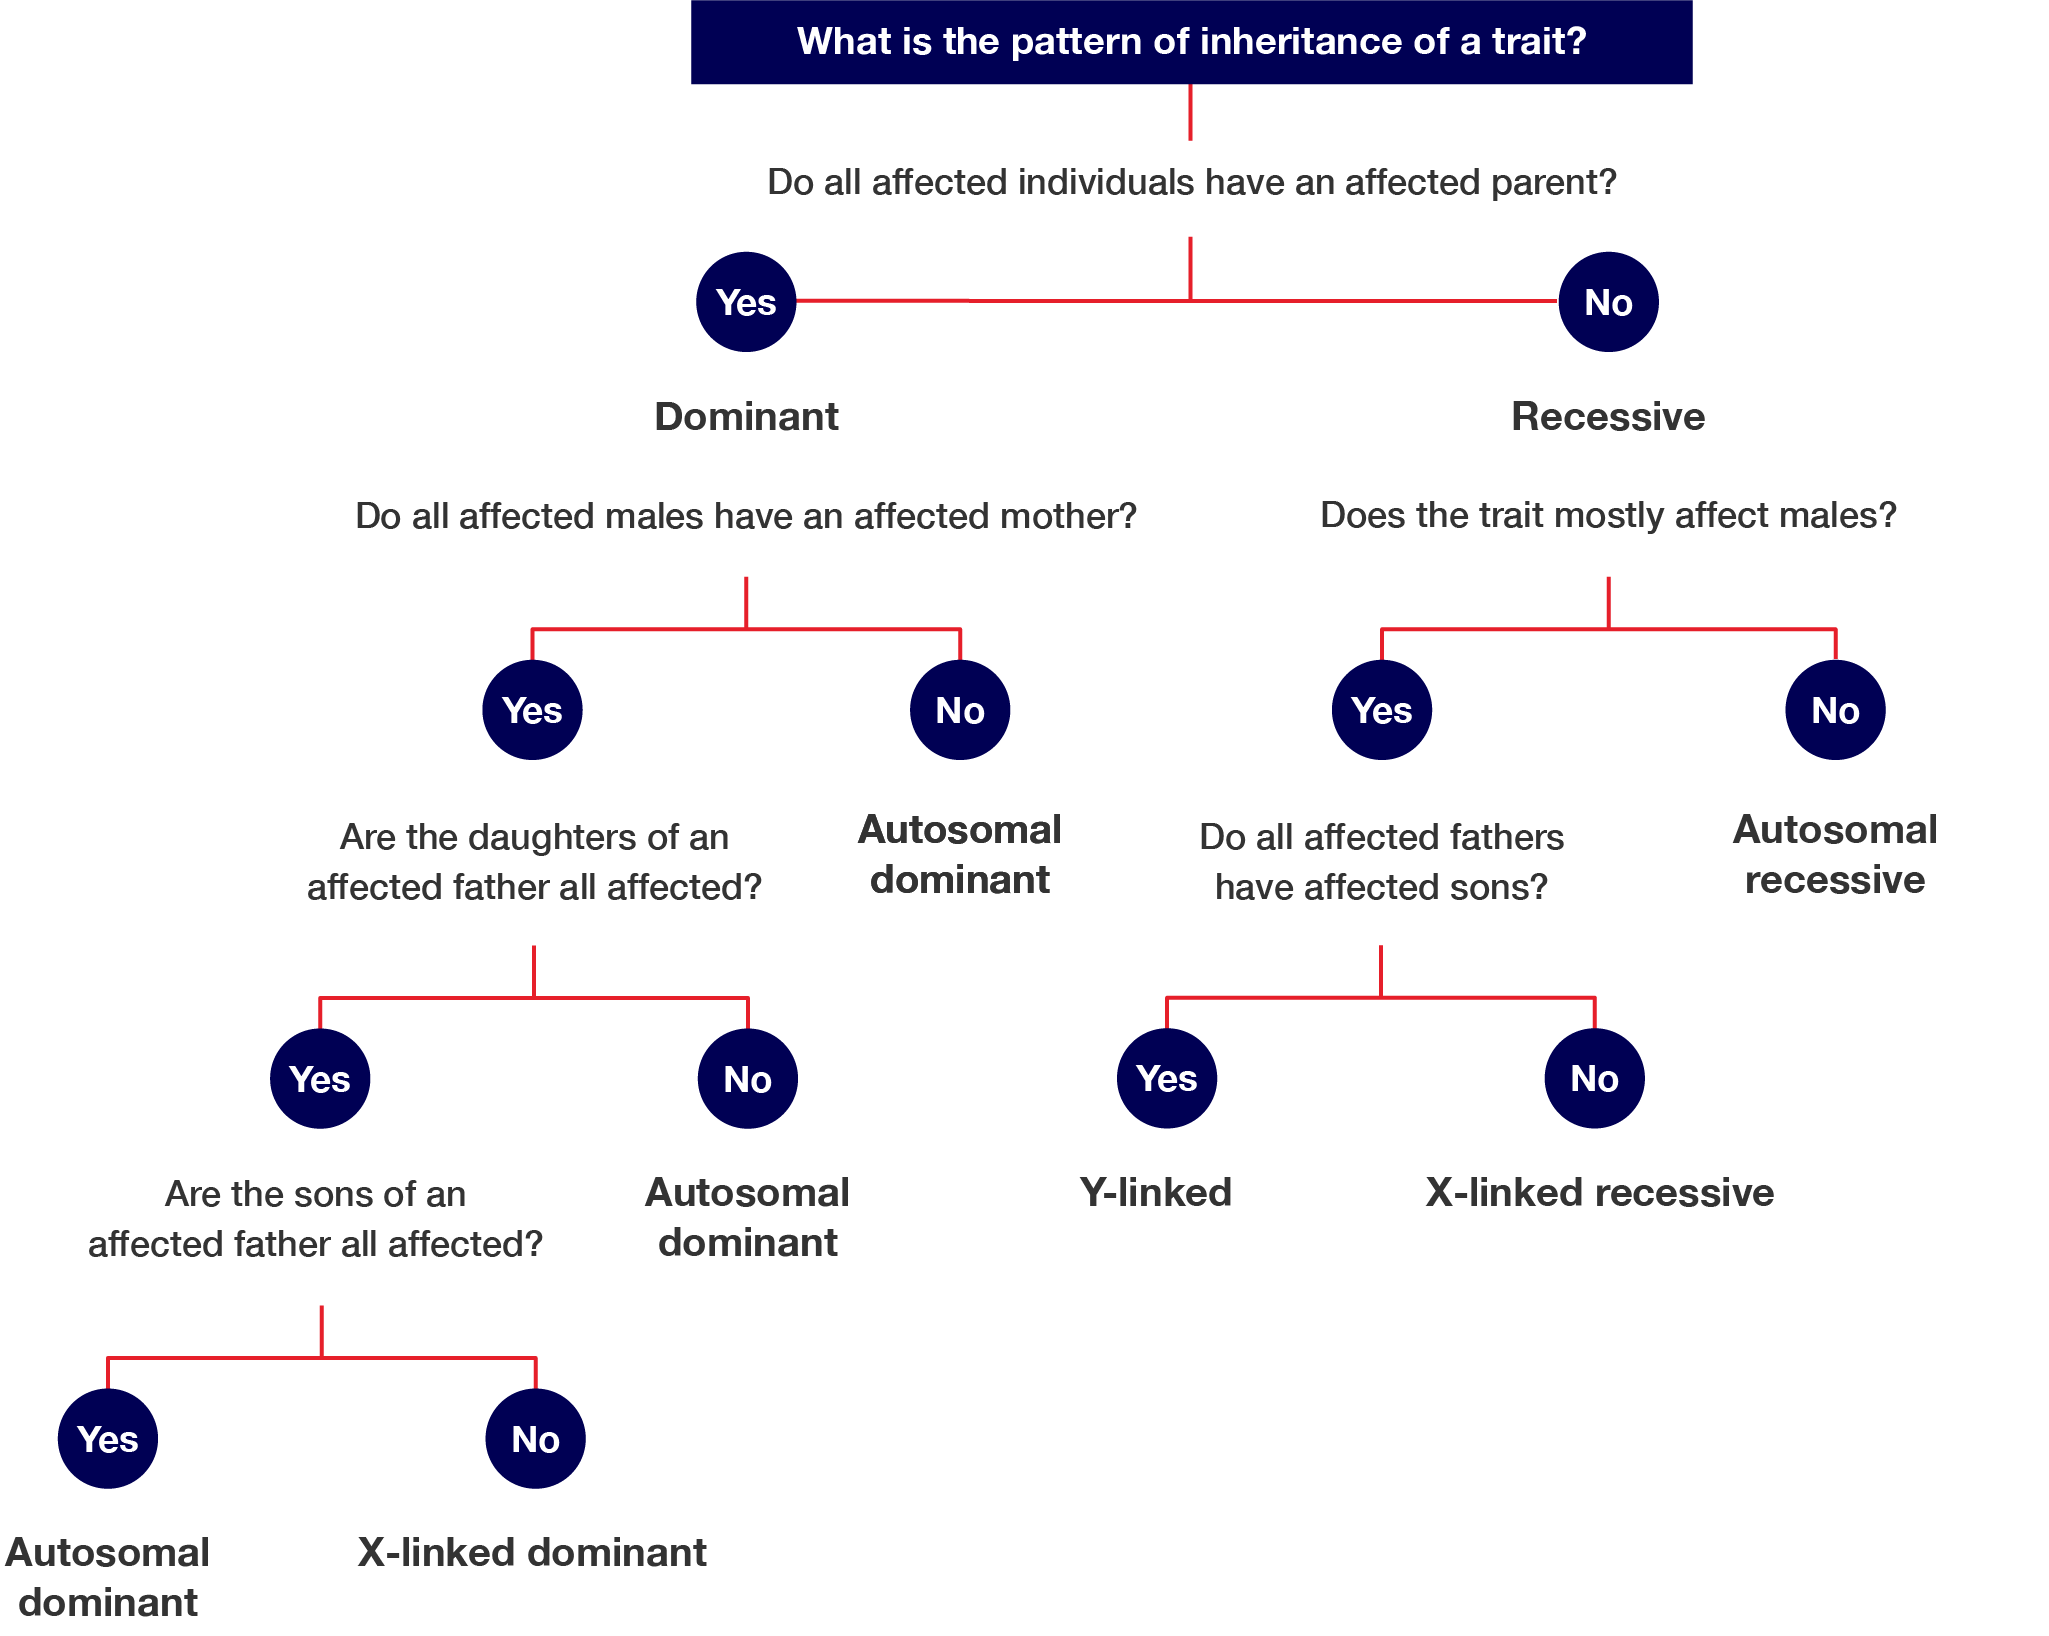 What is the pattern of inheritance of a trait?
Do all affected individuals have an affected parent?
Yes
No
Dominant
Recessive
Do all affected males have an affected mother?
Does the trait mostly affect males?
Yes
No
Yes
No
Are the daughters of an
affected father all affected?
Autosomal
dominant
Do all affected fathers
have affected sons?
Autosomal
recessive
Yes
No
Yes
No
Are the sons of an
affected father all affected?
Autosomal
dominant
Y-linked
X-linked recessive
Yes
No
Autosomal
dominant
X-linked dominant